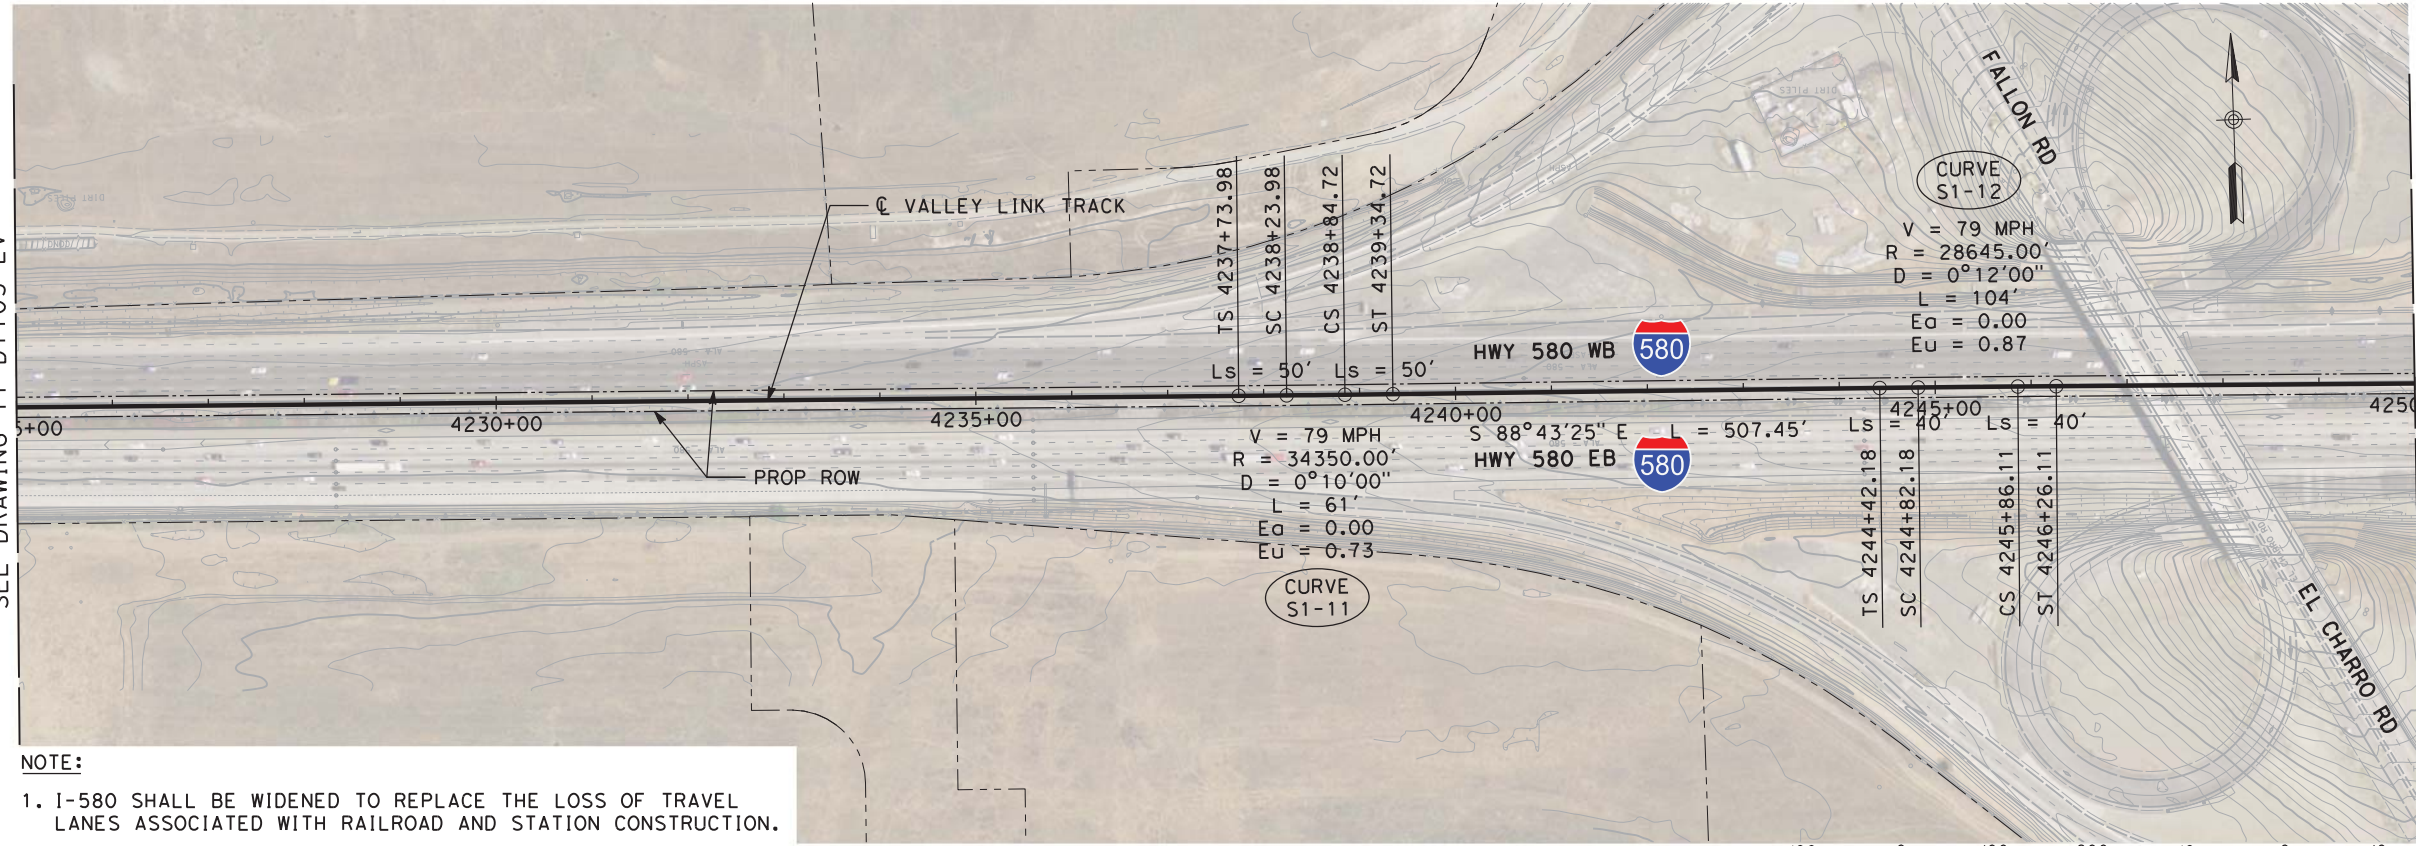 FALLON RD
CURVE
S1-12
V = 79 MPH
R = 28645.00'
D = 0°12'00"
L = 104'
Ea = 0.00
Eu = 0.87
DIRT PILES
DIRT PILES
℄ VALLEY LINK TRACK
TS 4237+73.98
SC 4238+23.98
CS 4238+84.72
ST 4239+34.72
Ls = 50' Ls = 50'
HWY 580 WB
580
5+00
4230+00
4235+00
4240+00
4245+00
4250
S 88°43'25" E L = 507.45'
HWY 580 EB
580
Ls = 40' Ls = 40'
TS 4244+42.18
SC 4244+82.18
CS 4245+86.11
ST 4246+26.11
PROP ROW
V = 79 MPH
R = 34350.00'
D = 0°10'00"
L = 61'
Ea = 0.00
Eu = 0.73
CURVE
S1-11
EL CHARRO RD
NOTE:
1. I-580 SHALL BE WIDENED TO REPLACE THE LOSS OF TRAVEL
LANES ASSOCIATED WITH RAILROAD AND STATION CONSTRUCTION.